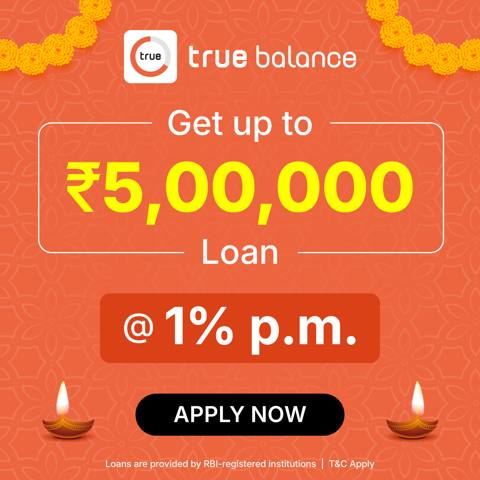 true
true balance
Get up to
₹5,00,000
Loan
@ 1% p.m.
APPLY NOW
Loans are provided by RBI-registered institutions | T&C Apply